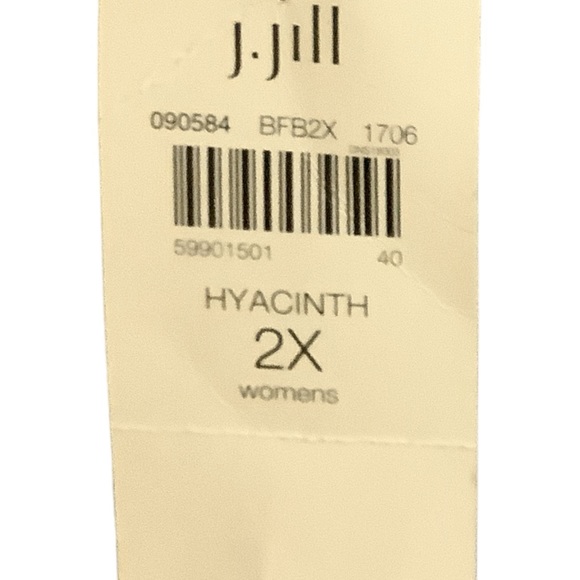 j.jill
090584 BFB2X 1706
59901501 40
HYACINTH
2X
womens